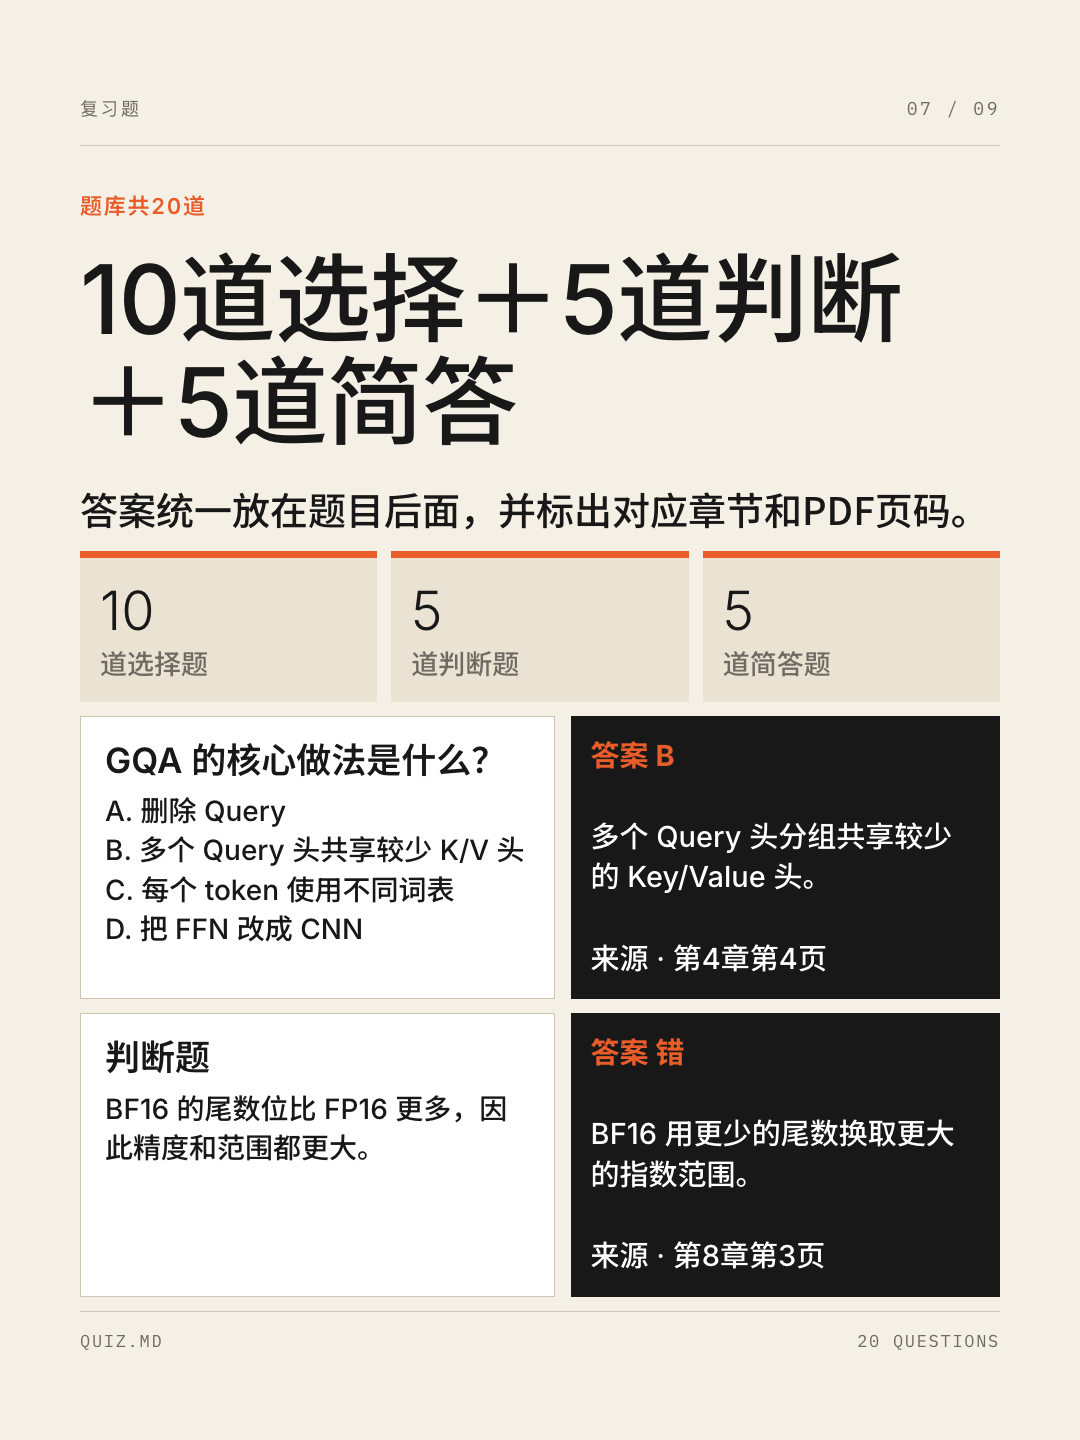 复习题
07 / 09
题库共20道
10道选择＋5道判断
＋5道简答
答案统一放在题目后面，并标出对应章节和PDF页码。
10
道选择题
5
道判断题
5
道简答题
GQA 的核心做法是什么？
A. 删除 Query
B. 多个 Query 头共享较少 K/V 头
C. 每个 token 使用不同词表
D. 把 FFN 改成 CNN
答案 B
多个 Query 头分组共享较少
的 Key/Value 头。
来源 · 第4章第4页
判断题
BF16 的尾数位比 FP16 更多，因
此精度和范围都更大。
答案 错
BF16 用更少的尾数换取更大
的指数范围。
来源 · 第8章第3页
QUIZ.MD
20 QUESTIONS